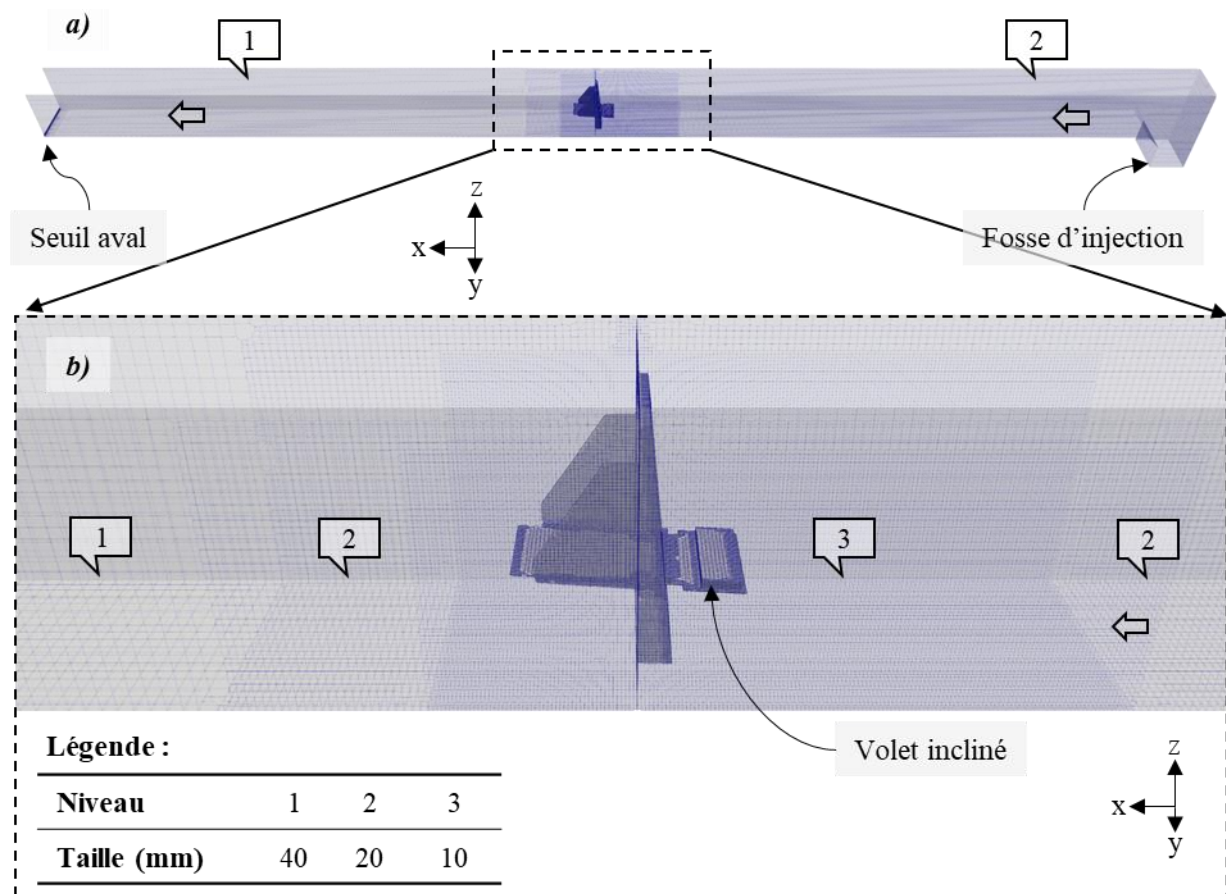 a)
1
2
Seuil aval
z
x
y
Fosse d'injection
b)
1
2
3
2
Volet incliné
Légende :
Niveau 1 2 3
Taille (mm) 40 20 10
z
x
y